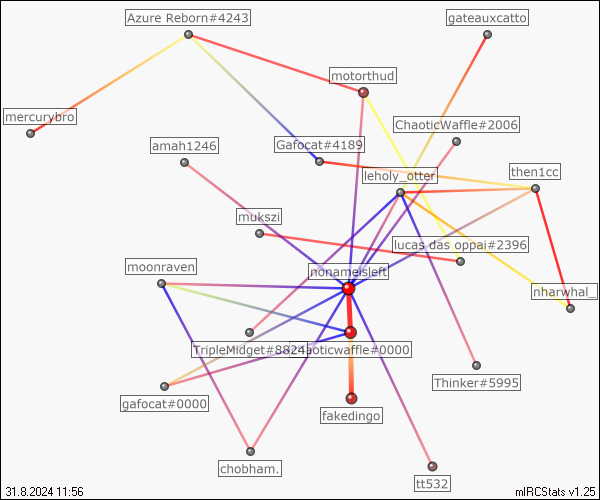 Azure Reborn#4243
gateauxcatto
motorthud
mercurybro
ChaoticWaffle#2006
amah1246
Gafocat#4189
leholy_otter
then1cc
mukszi
lucas das oppai#2396
moonraven
nonameisleft
nharwhal_
TripleMidget#8824
chaoticwaffle#0000
Thinker#5995
gafocat#0000
fakedingo
chobham.
tt532
31.8.2024 11:56
mIRCStats v1.25